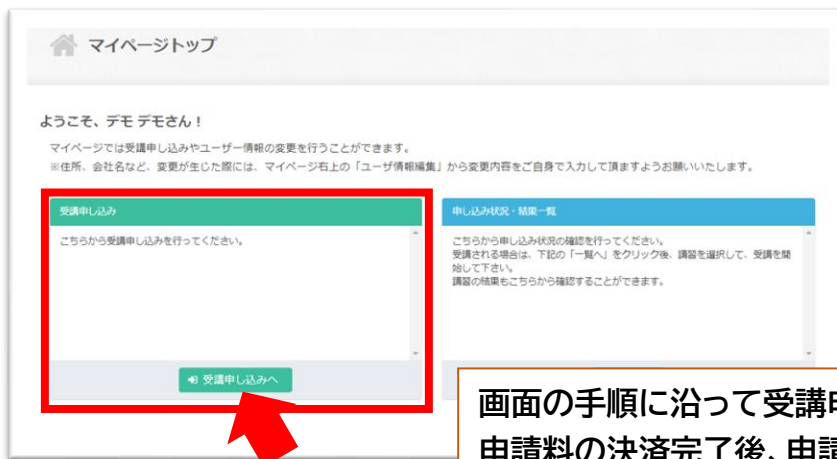 マイページトップ
ようこそ、デモ デモさん！
マイページでは受講申し込みやユーザー情報の変更を行うことができます。
※住所、会社名など、変更が生じた際には、マイページ右上の「ユーザ情報編集」から変更内容をご自身で入力して頂ますようお願いいたします。
受講申し込み
こちらから受講申し込みを行ってください。
受講申し込みへ
申し込み状況・結果一覧
こちらから申し込み状況の確認を行ってください。
受講される場合は、下記の「一覧へ」をクリック後、講習を選択して、受講を開
始して下さい。
講習の結果もこちらから確認することができます。
画面の手順に沿って受講申
申請料の決済完了後、申請